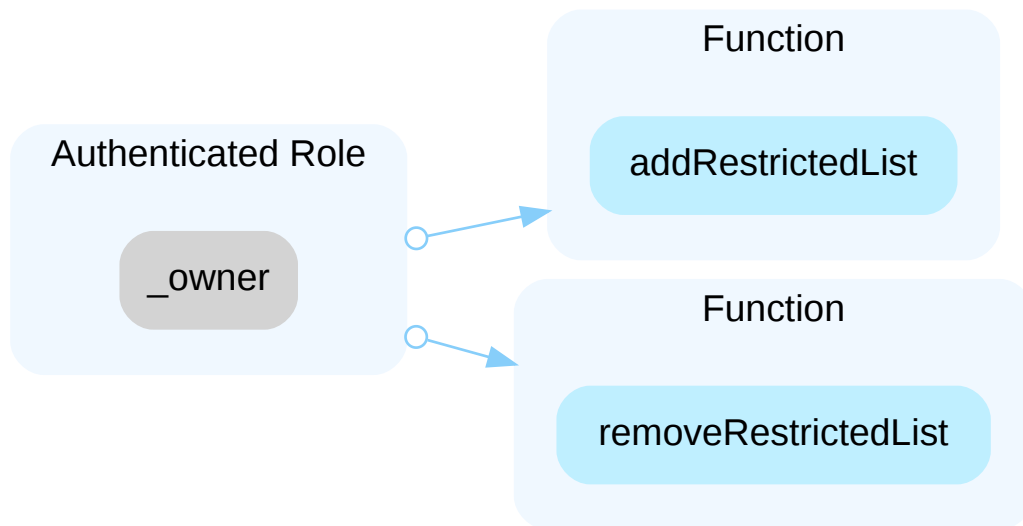 Authenticated Role
_owner
Function
addRestrictedList
Function
removeRestrictedList